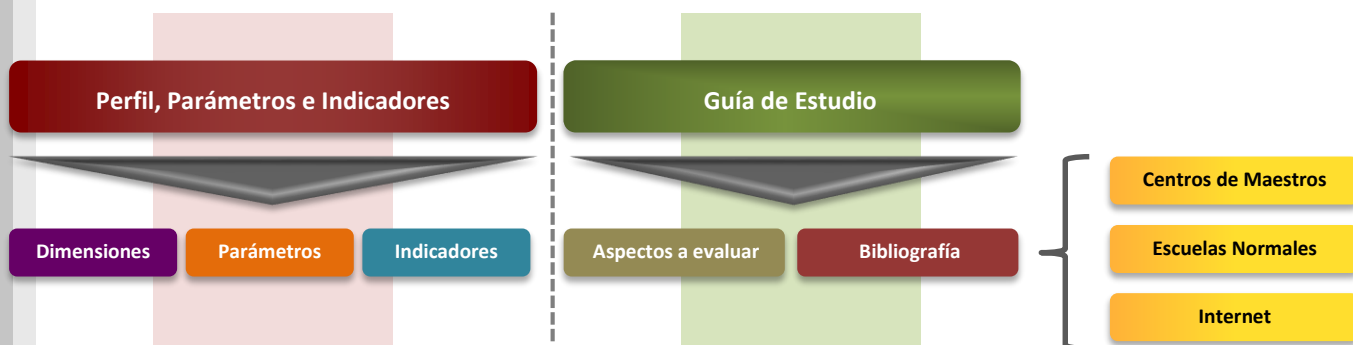 Perfil, Parámetros e Indicadores
Guía de Estudio
Dimensiones
Parámetros
Indicadores
Aspectos a evaluar
Bibliografía
Centros de Maestros
Escuelas Normales
Internet